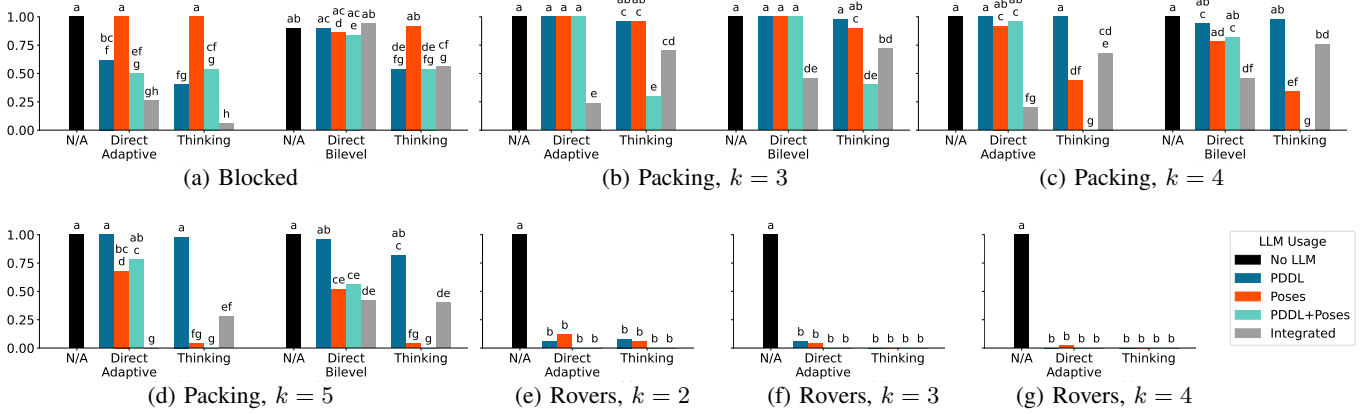 1.00
0.75
0.50
0.25
0.00
a
bc
f
a
ef
g
gh
fg
a
cf
g
h
ab
ac
ac
d
ac
e
ab
de
fg
ab
de
fg
cf
g
N/A Direct Thinking N/A Direct Thinking
Adaptive Bilevel
(a) Blocked
a
a
a
a
e
ab
c
ab
c
e
cd
a
a
a
a
de
ab
ac
de
bd
N/A Direct Thinking N/A Direct Thinking
Adaptive Bilevel
(b) Packing, k = 3
a
a
ab
c
ab
c
fg
a
df
g
cd
e
a
ab
c
ad
ab
c
df
ab
ef
g
bd
N/A Direct Thinking N/A Direct Thinking
Adaptive Bilevel
(c) Packing, k = 4
1.00
0.75
0.50
0.25
0.00
a
a
bc
d
ab
c
g
a
fg
g
ef
a
ab
ce
ce
de
ab
c
fg
g
de
N/A Direct Thinking N/A Direct Thinking
Adaptive Bilevel
(d) Packing, k = 5
a
b b b b b b b b
N/A Direct Thinking
Adaptive
(e) Rovers, k = 2
a
b b b b b b b b
N/A Direct Thinking
Adaptive
(f) Rovers, k = 3
a
b b b b b b b b
N/A Direct Thinking
Adaptive
(g) Rovers, k = 4
LLM Usage
No LLM
PDDL
Poses
PDDL+Poses
Integrated